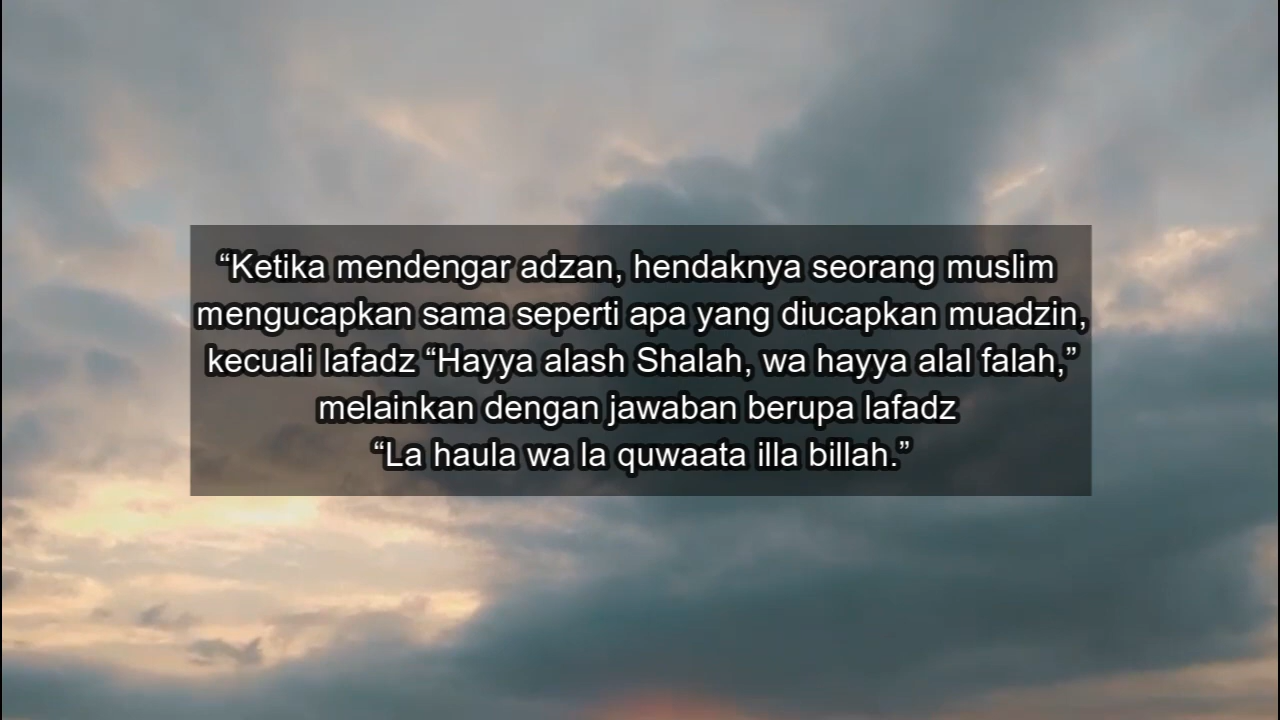 “Ketika mendengar adzan, hendaknya seorang muslim
mengucapkan sama seperti apa yang diucapkan muadzin,
kecuali lafadz “Hayya alash Shalah, wa hayya alal falah,”
melainkan dengan jawaban berupa lafadz
“La haula wa la quwaata illa billah.”